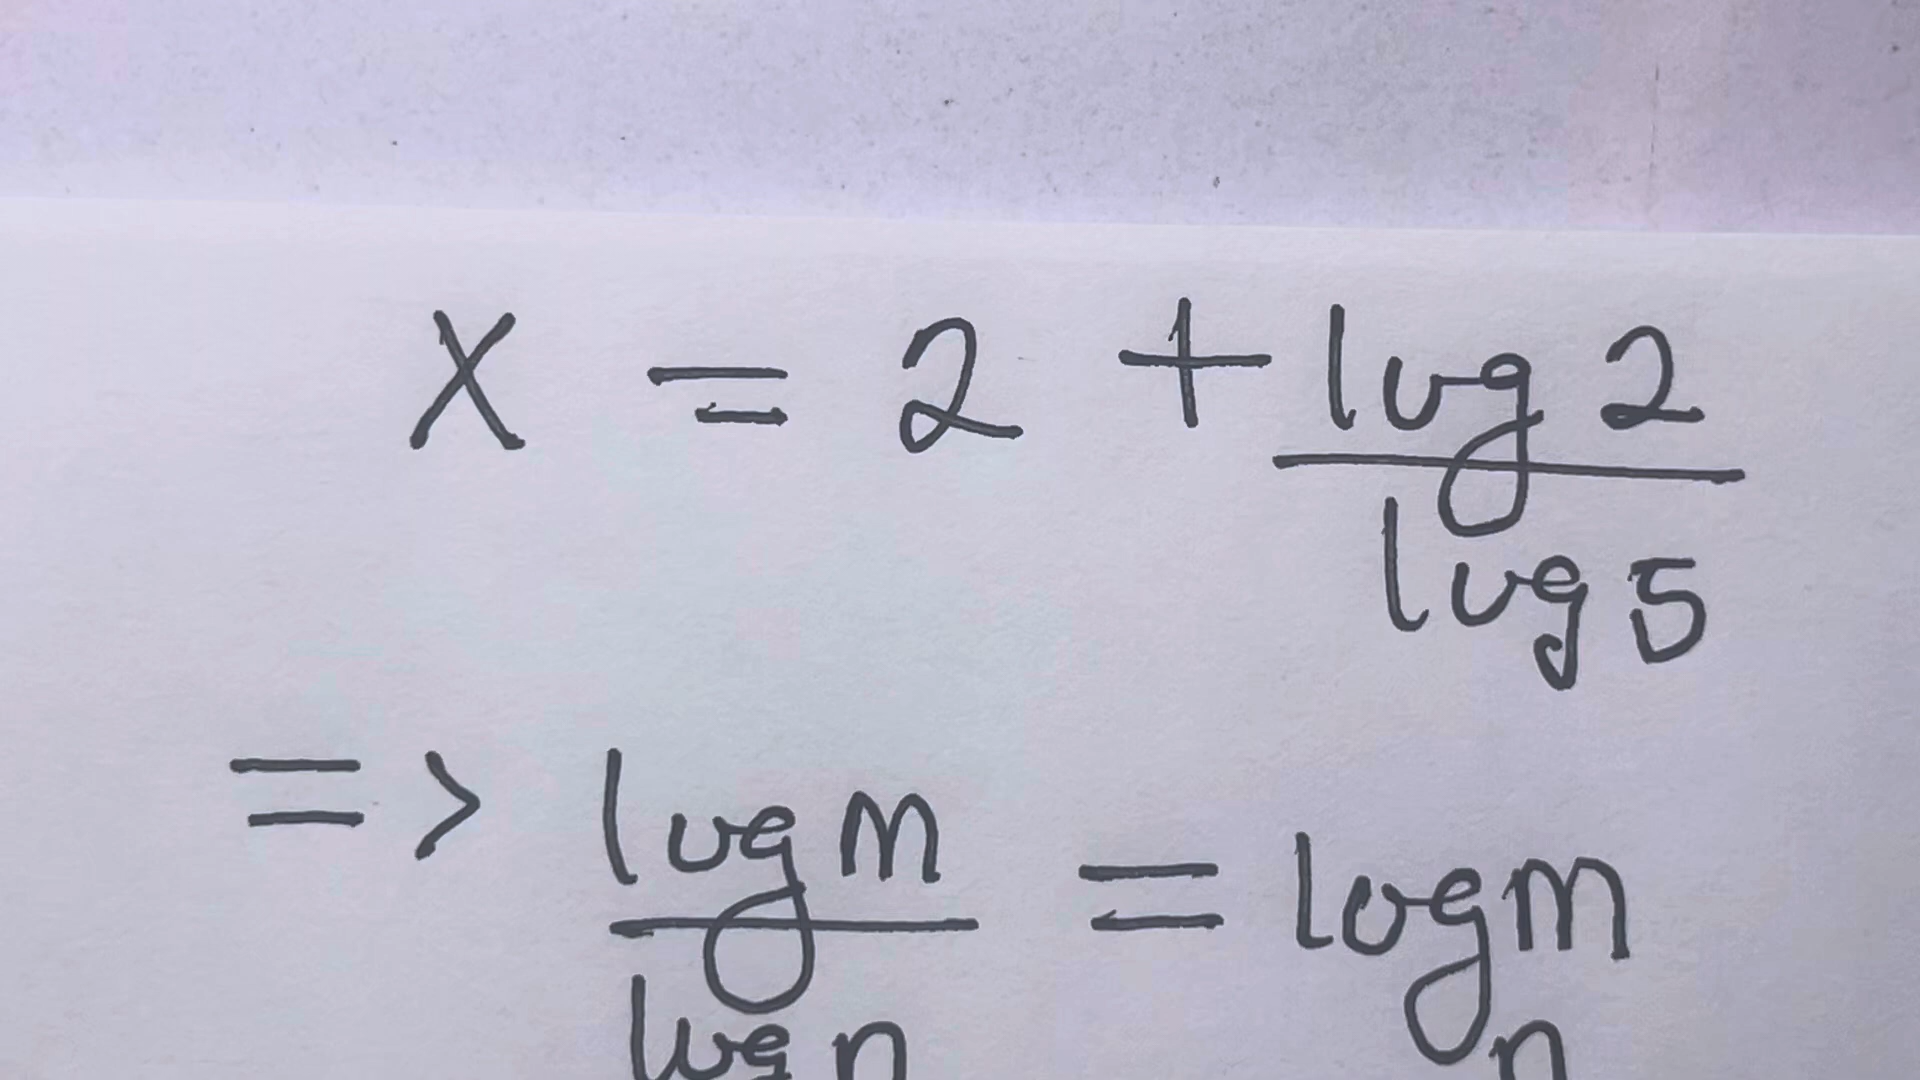 x = 2 + log 2 / log 5
=> log m / log n = log_n m